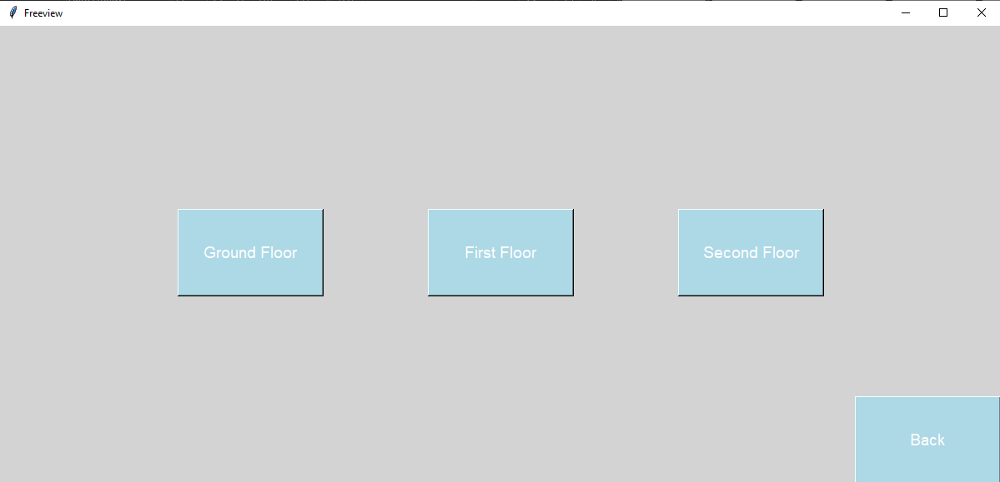 Freeview
Ground Floor
First Floor
Second Floor
Back